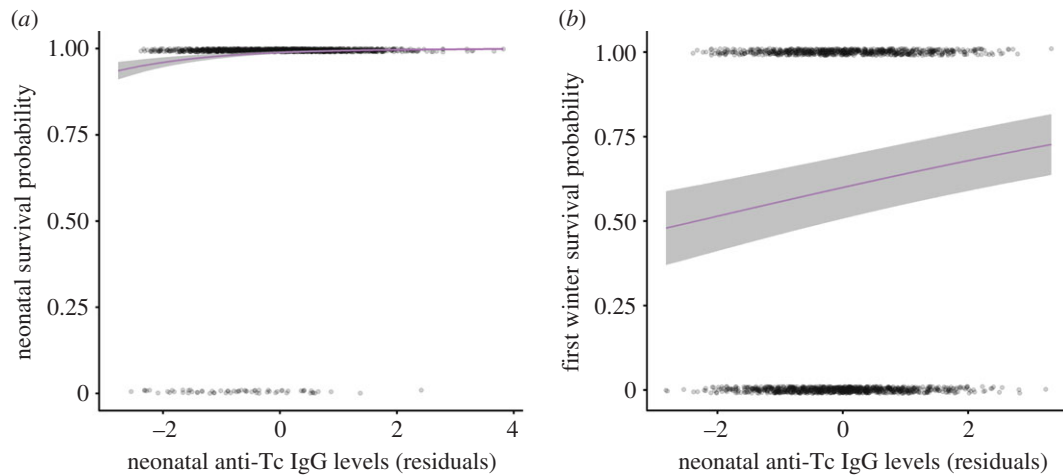 (a)
1.00
0.75
0.50
0.25
0
neonatal survival probability
−2
0
2
4
neonatal anti-Tc IgG levels (residuals)
(b)
1.00
0.75
0.50
0.25
0
first winter survival probability
−2
0
2
neonatal anti-Tc IgG levels (residuals)